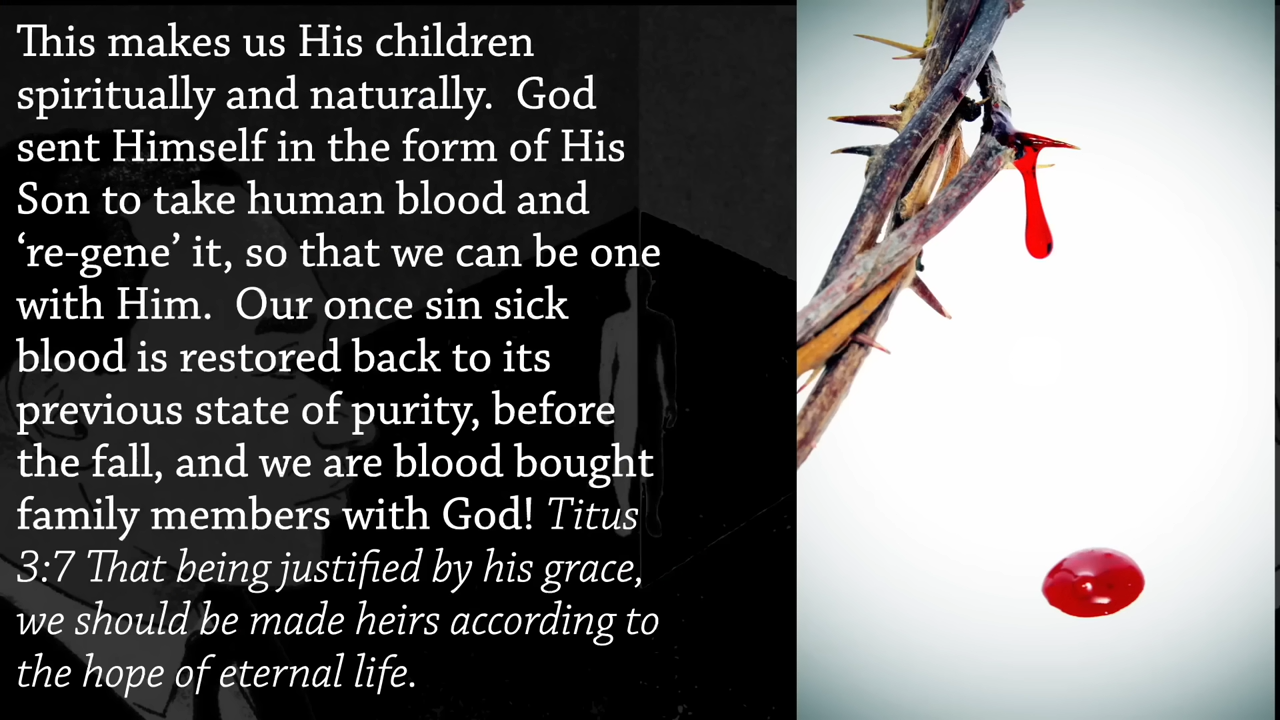 This makes us His children
spiritually and naturally.  God
sent Himself in the form of His
Son to take human blood and
‘re-gene’ it, so that we can be one
with Him.  Our once sin sick
blood is restored back to its
previous state of purity, before
the fall, and we are blood bought
family members with God! Titus
3:7 That being justified by his grace,
we should be made heirs according to
the hope of eternal life.